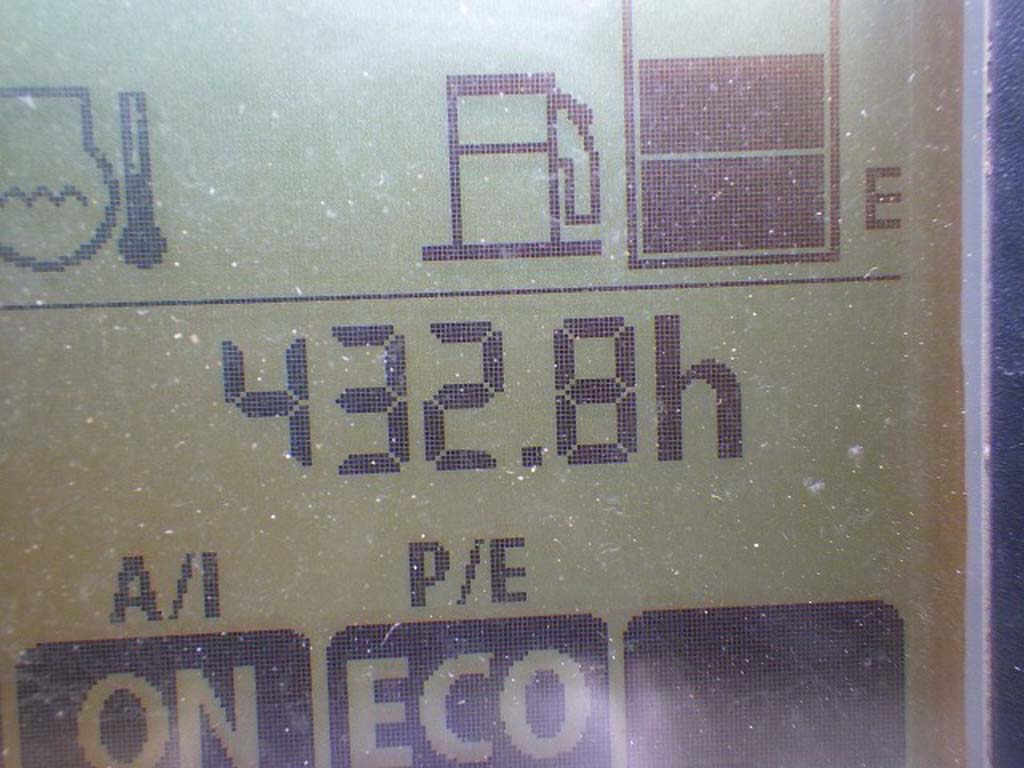 E
432.8h
A/I P/E
ON ECO